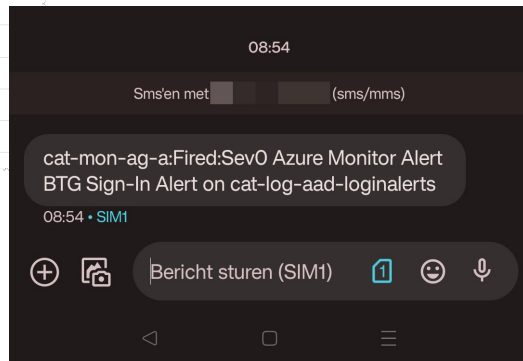 08:54
Sms'en met (sms/mms)
cat-mon-ag-a:Fired:Sev0 Azure Monitor Alert
BTG Sign-In Alert on cat-log-aad-loginalerts
08:54 • SIM1
Bericht sturen (SIM1) 1